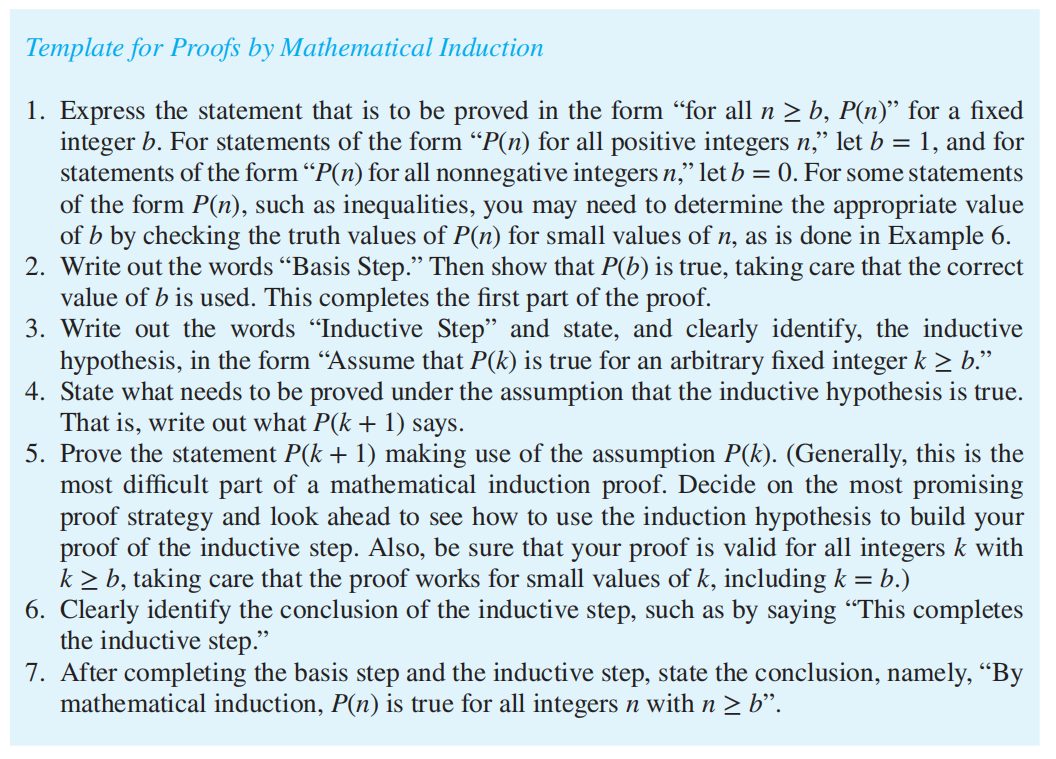 Template for Proofs by Mathematical Induction
1. Express the statement that is to be proved in the form “for all n ≥ b, P(n)” for a fixed
integer b. For statements of the form “P(n) for all positive integers n,” let b = 1, and for
statements of the form “P(n) for all nonnegative integers n,” let b = 0. For some statements
of the form P(n), such as inequalities, you may need to determine the appropriate value
of b by checking the truth values of P(n) for small values of n, as is done in Example 6.
2. Write out the words “Basis Step.” Then show that P(b) is true, taking care that the correct
value of b is used. This completes the first part of the proof.
3. Write out the words “Inductive Step” and state, and clearly identify, the inductive
hypothesis, in the form “Assume that P(k) is true for an arbitrary fixed integer k ≥ b.”
4. State what needs to be proved under the assumption that the inductive hypothesis is true.
That is, write out what P(k + 1) says.
5. Prove the statement P(k + 1) making use of the assumption P(k). (Generally, this is the
most difficult part of a mathematical induction proof. Decide on the most promising
proof strategy and look ahead to see how to use the induction hypothesis to build your
proof of the inductive step. Also, be sure that your proof is valid for all integers k with
k ≥ b, taking care that the proof works for small values of k, including k = b.)
6. Clearly identify the conclusion of the inductive step, such as by saying “This completes
the inductive step.”
7. After completing the basis step and the inductive step, state the conclusion, namely, “By
mathematical induction, P(n) is true for all integers n with n ≥ b”.